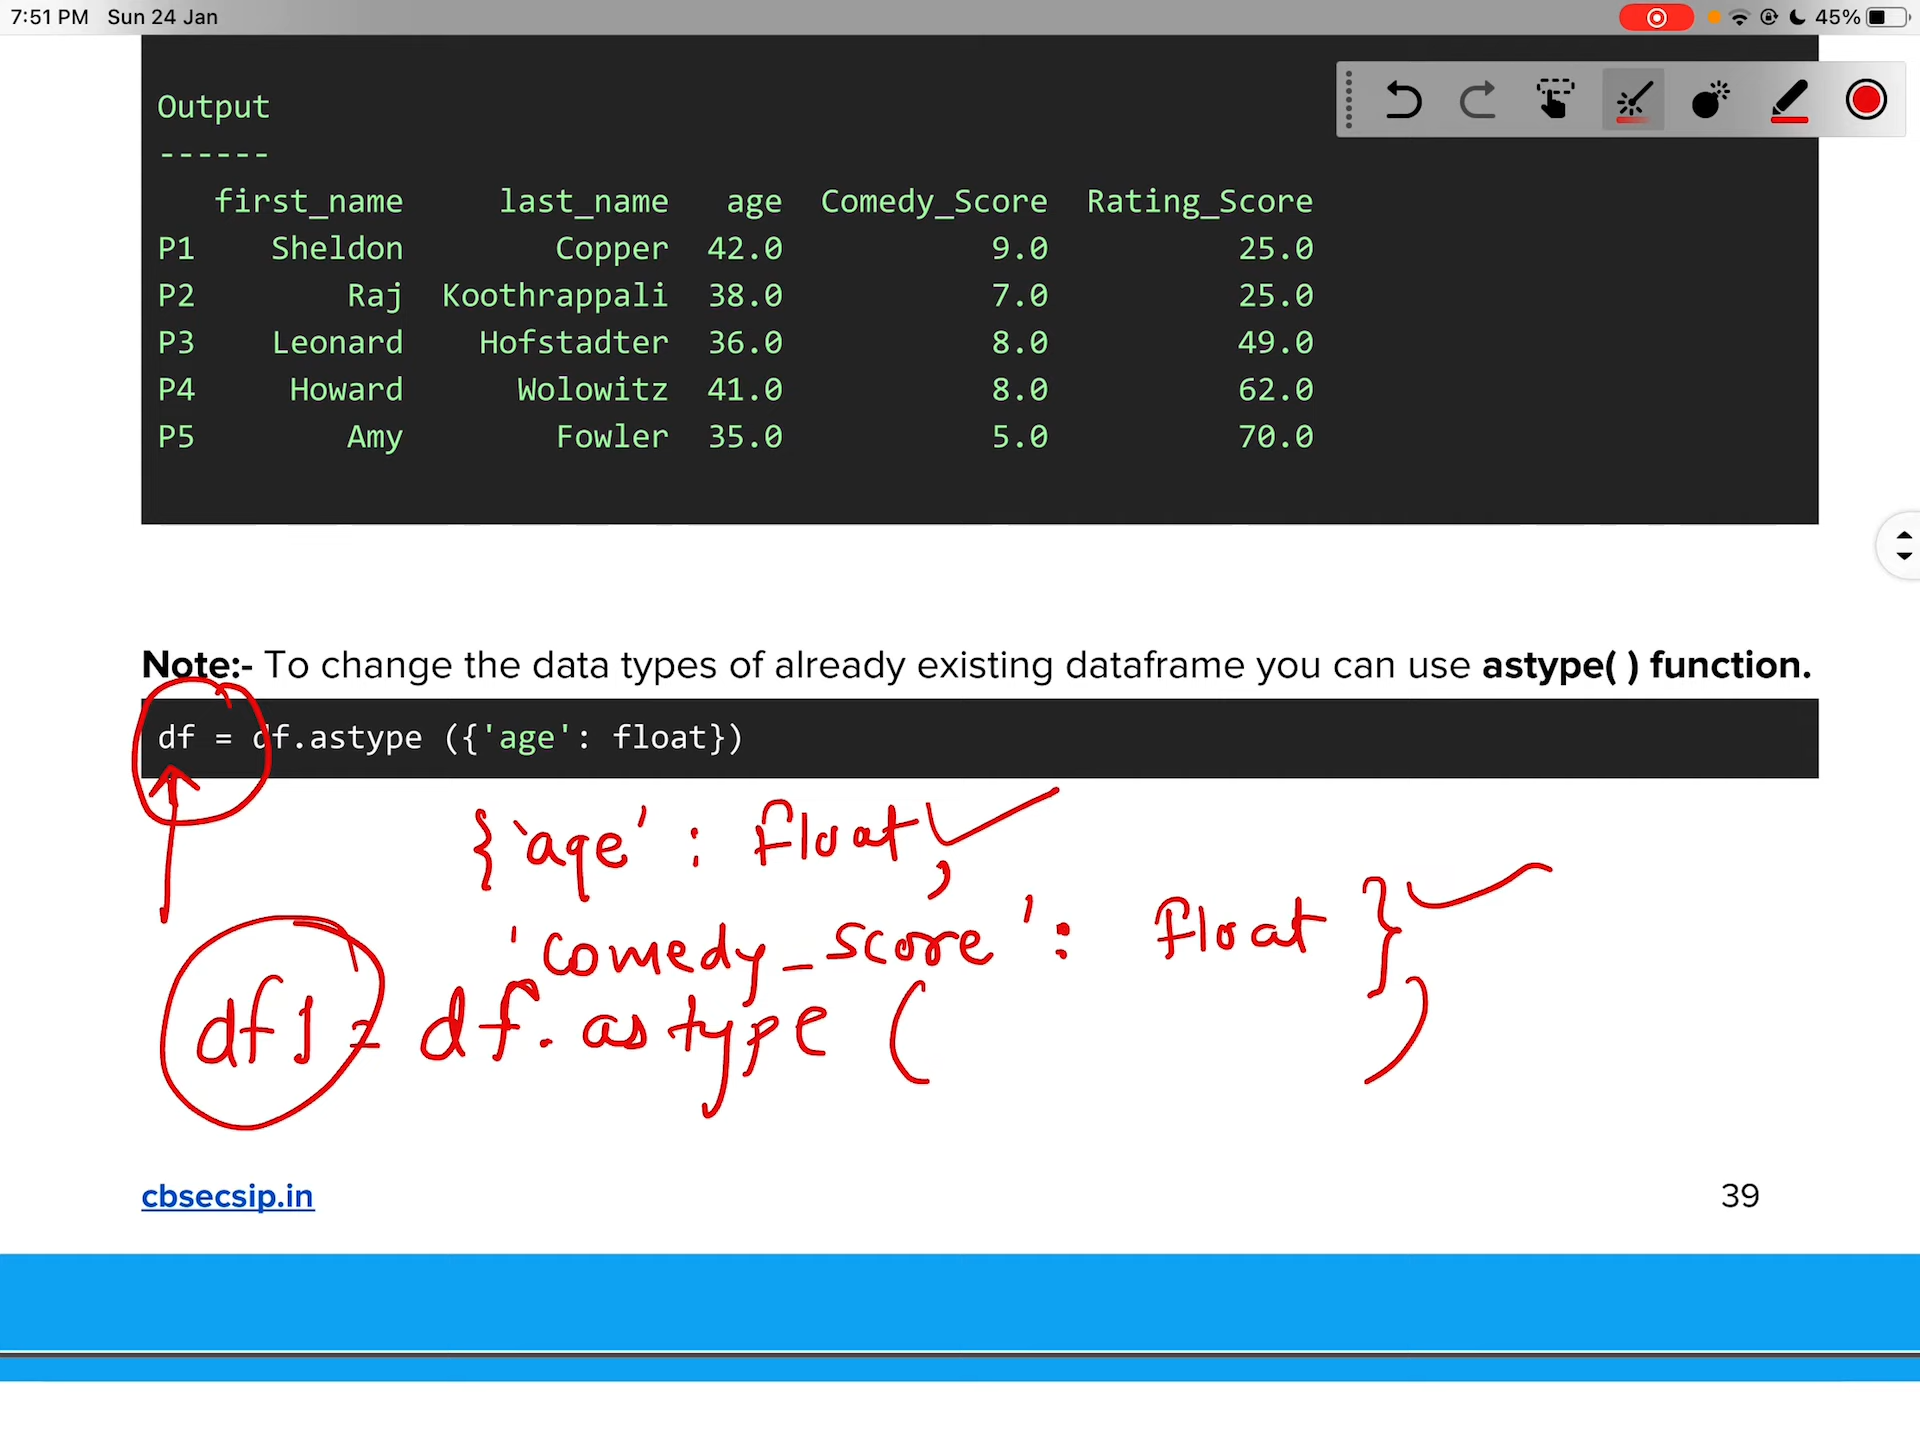 7:51 PM Sun 24 Jan 45%
Output
------
first_name last_name age Comedy_Score Rating_Score
P1 Sheldon Copper 42.0 9.0 25.0
P2 Raj Koothrappali 38.0 7.0 25.0
P3 Leonard Hofstadter 36.0 8.0 49.0
P4 Howard Wolowitz 41.0 8.0 62.0
P5 Amy Fowler 35.0 5.0 70.0
Note:- To change the data types of already existing dataframe you can use astype( ) function.
df = df.astype ({'age': float})
{'age' : float,
'comedy_score' : float }
df1 = df.astype ( )
cbsecsip.in 39